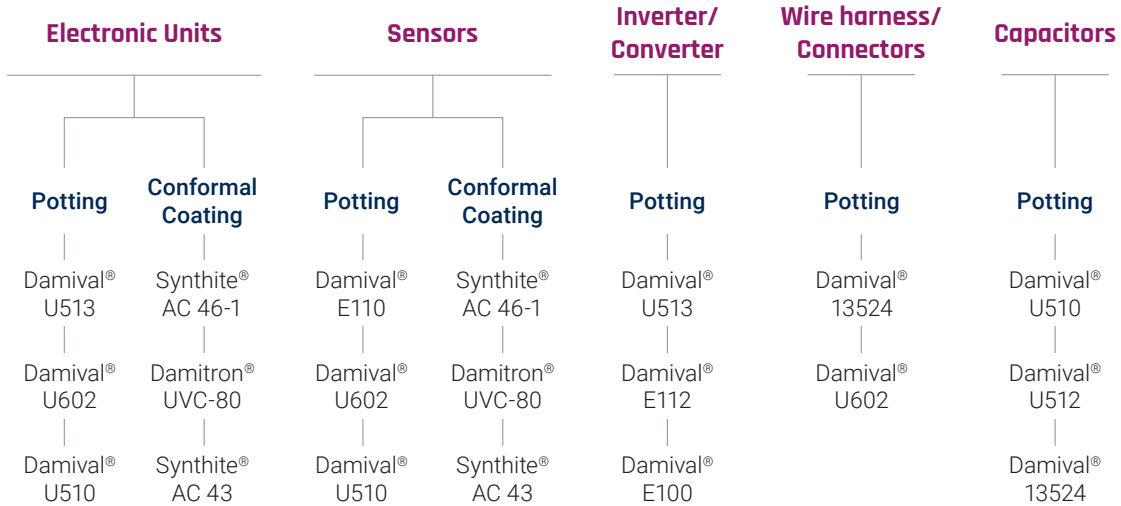 Electronic Units
Sensors
Inverter/
Converter
Wire harness/
Connectors
Capacitors
Potting
Conformal
Coating
Potting
Conformal
Coating
Potting
Potting
Potting
Damival®
U513
Synthite®
AC 46-1
Damival®
E110
Synthite®
AC 46-1
Damival®
U513
Damival®
13524
Damival®
U510
Damival®
U602
Damitron®
UVC-80
Damival®
U602
Damitron®
UVC-80
Damival®
E112
Damival®
U602
Damival®
U512
Damival®
U510
Synthite®
AC 43
Damival®
U510
Synthite®
AC 43
Damival®
E100
Damival®
13524